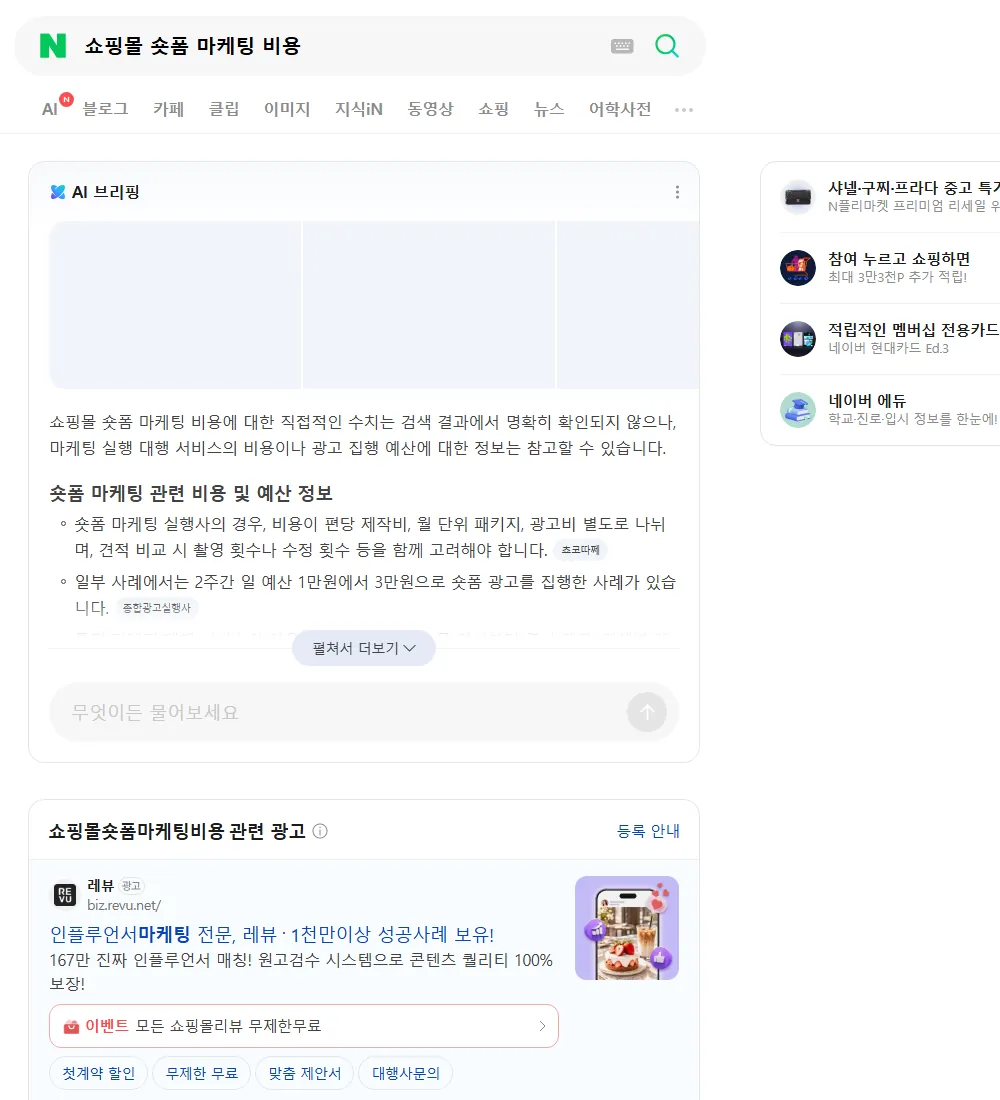 N 쇼핑몰 숏폼 마케팅 비용
AI N 블로그 카페 클립 이미지 지식iN 동영상 쇼핑 뉴스 어학사전
AI 브리핑
쇼핑몰 숏폼 마케팅 비용에 대한 직접적인 수치는 검색 결과에서 명확히 확인되지 않으나,
마케팅 실행 대행 서비스의 비용이나 광고 집행 예산에 대한 정보는 참고할 수 있습니다.
숏폼 마케팅 관련 비용 및 예산 정보
숏폼 마케팅 실행사의 경우, 비용이 편당 제작비, 월 단위 패키지, 광고비 별도로 나뉘
며, 견적 비교 시 촬영 횟수나 수정 횟수 등을 함께 고려해야 합니다. 쵸코따삐
일부 사례에서는 2주간 일 예산 1만원에서 3만원으로 숏폼 광고를 집행한 사례가 있습
니다. 종합광고실행사
펼쳐서 더보기
무엇이든 물어보세요
쇼핑몰숏폼마케팅비용 관련 광고
등록 안내
RE
VU
레뷰 광고
biz.revu.net/
인플루언서마케팅 전문, 레뷰 · 1천만이상 성공사례 보유!
167만 진짜 인플루언서 매칭! 원고검수 시스템으로 콘텐츠 퀄리티 100%
보장!
이벤트 모든 쇼핑몰리뷰 무제한무료
첫계약 할인 무제한 무료 맞춤 제안서 대행사문의
샤넬·구찌·프라다 중고 특가
N플리마켓 프리미엄 리세일
참여 누르고 쇼핑하면
최대 3만3천P 추가 적립!
적립적인 멤버십 전용카드
네이버 현대카드 Ed.3
네이버 에듀
학교·진로·입시 정보를 한눈에!